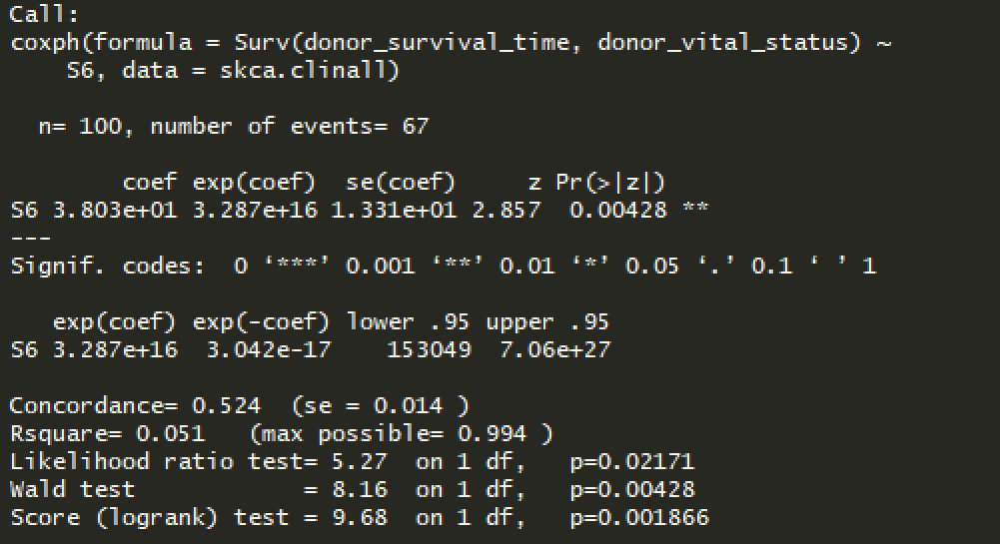 Call:
coxph(formula = Surv(donor_survival_time, donor_vital_status) ~
    S6, data = skca.clinall)

  n= 100, number of events= 67

        coef exp(coef)  se(coef)     z Pr(>|z|)
S6 3.803e+01 3.287e+16 1.331e+01 2.857  0.00428 **
---
Signif. codes:  0 ‘***’ 0.001 ‘**’ 0.01 ‘*’ 0.05 ‘.’ 0.1 ‘ ’ 1

   exp(coef) exp(-coef) lower .95 upper .95
S6 3.287e+16  3.042e-17    153049  7.06e+27

Concordance= 0.524  (se = 0.014 )
Rsquare= 0.051   (max possible= 0.994 )
Likelihood ratio test= 5.27  on 1 df,   p=0.02171
Wald test            = 8.16  on 1 df,   p=0.00428
Score (logrank) test = 9.68  on 1 df,   p=0.001866